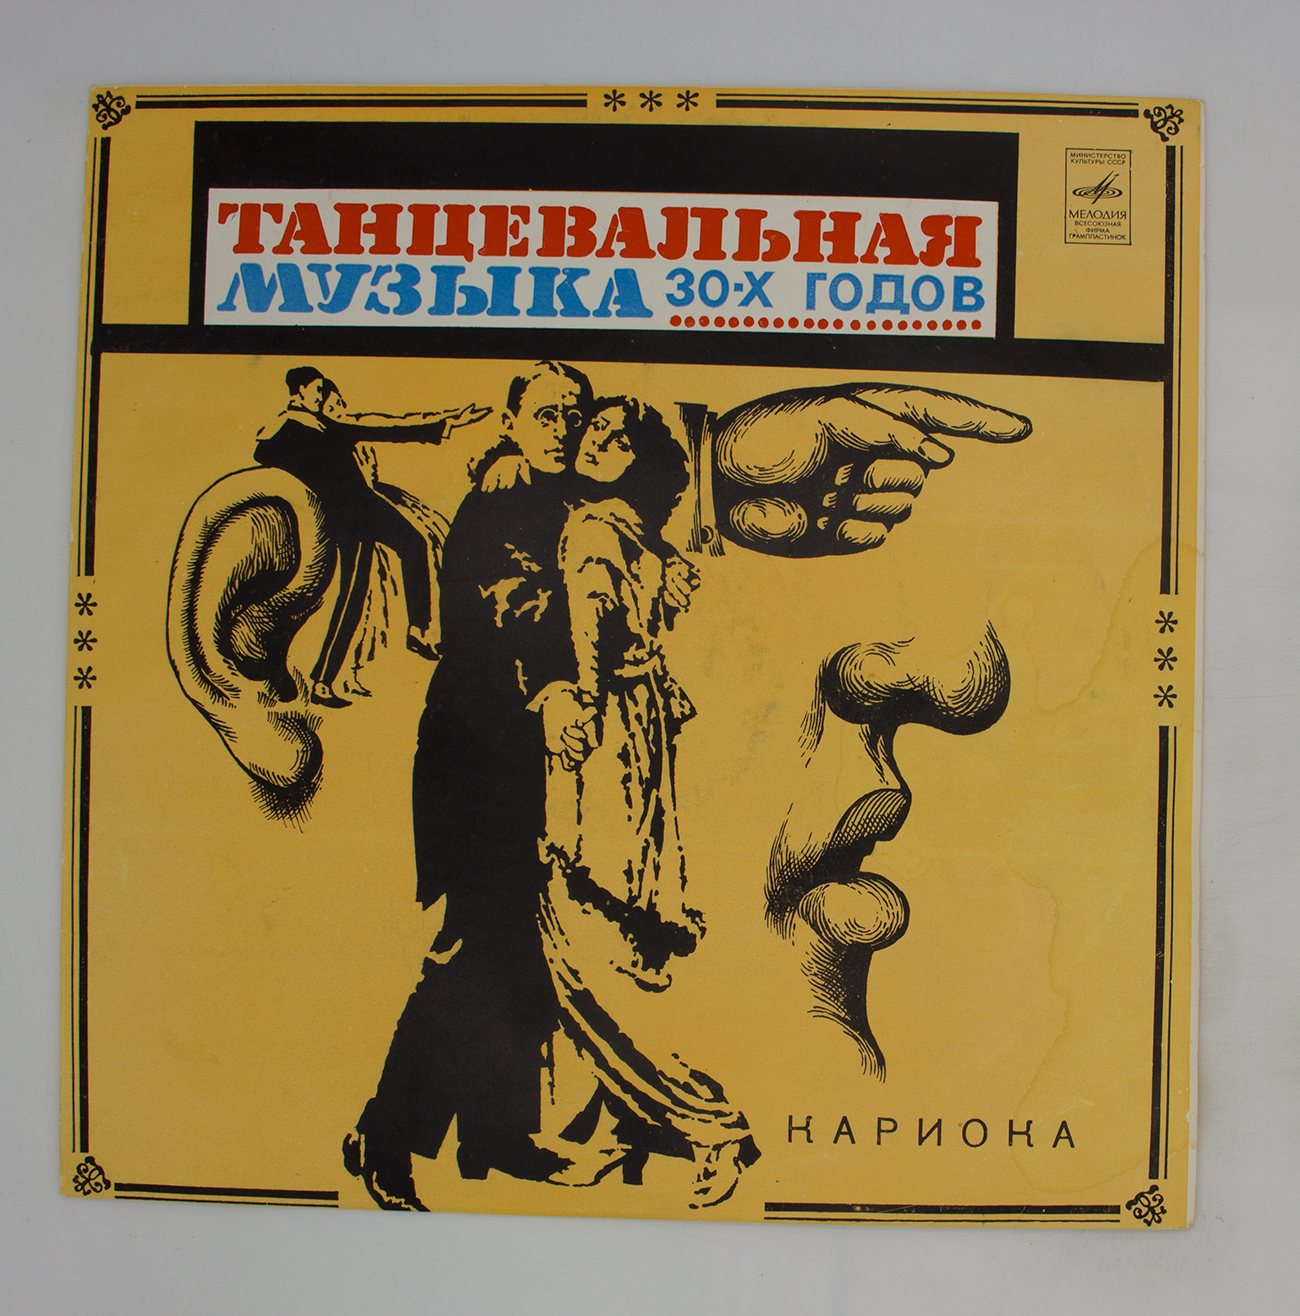 МИНИСТЕРСТВО
КУЛЬТУРЫ СССР
МЕЛОДИЯ
ВСЕСОЮЗНАЯ
ФИРМА
ГРАМПЛАСТИНОК
ТАНЦЕВАЛЬНАЯ
МУЗЫКА 30-Х ГОДОВ
КАРИОКА